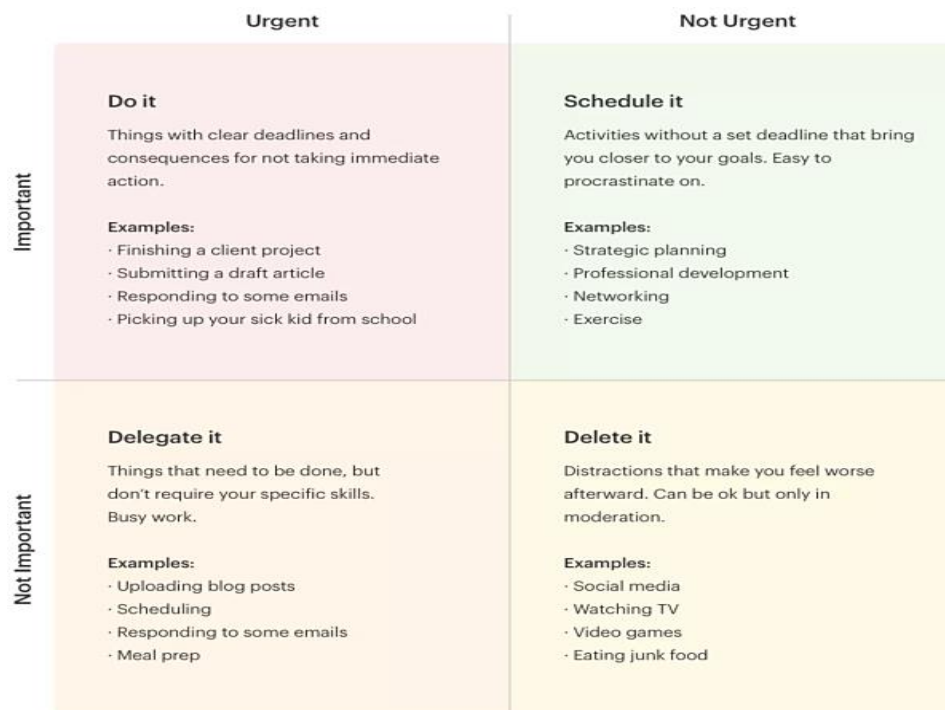 Urgent
Not Urgent
Important
Do it
Things with clear deadlines and
consequences for not taking immediate
action.
Examples:
· Finishing a client project
· Submitting a draft article
· Responding to some emails
· Picking up your sick kid from school
Schedule it
Activities without a set deadline that bring
you closer to your goals. Easy to
procrastinate on.
Examples:
· Strategic planning
· Professional development
· Networking
· Exercise
Not Important
Delegate it
Things that need to be done, but
don't require your specific skills.
Busy work.
Examples:
· Uploading blog posts
· Scheduling
· Responding to some emails
· Meal prep
Delete it
Distractions that make you feel worse
afterward. Can be ok but only in
moderation.
Examples:
· Social media
· Watching TV
· Video games
· Eating junk food